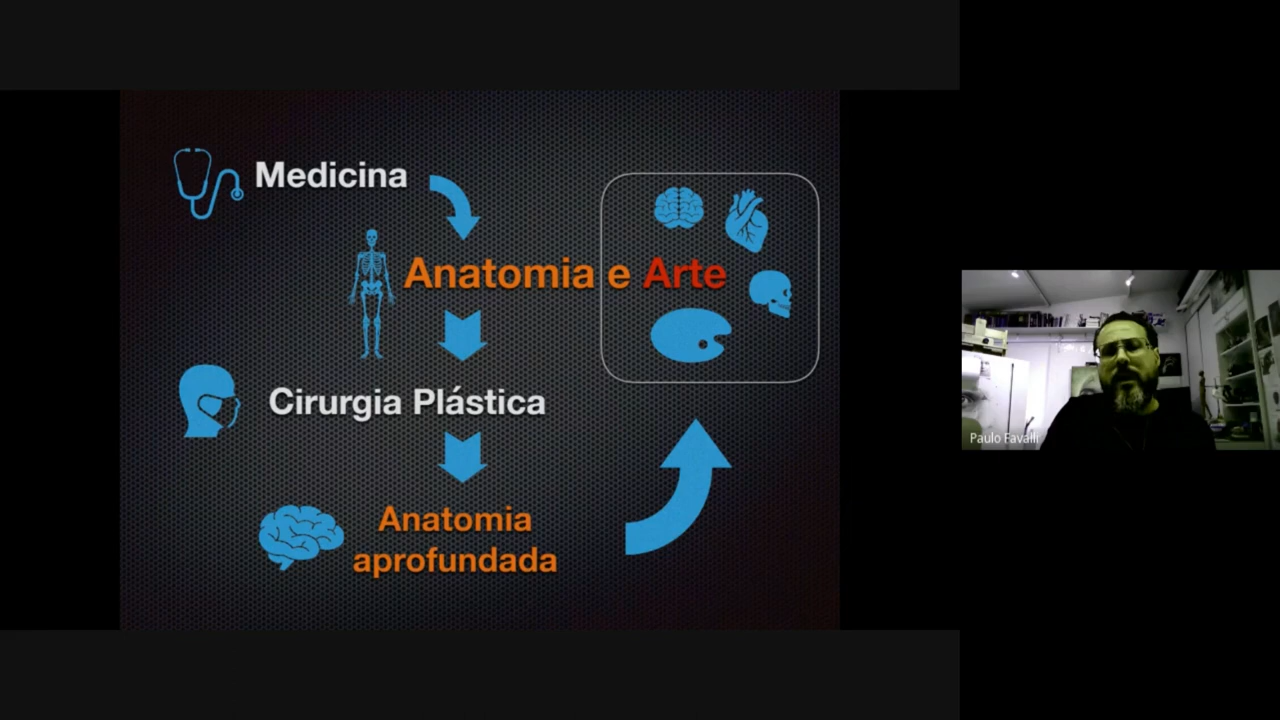 Medicina
Anatomia e Arte
Cirurgia Plástica
Anatomia
aprofundada
Paulo Favalli